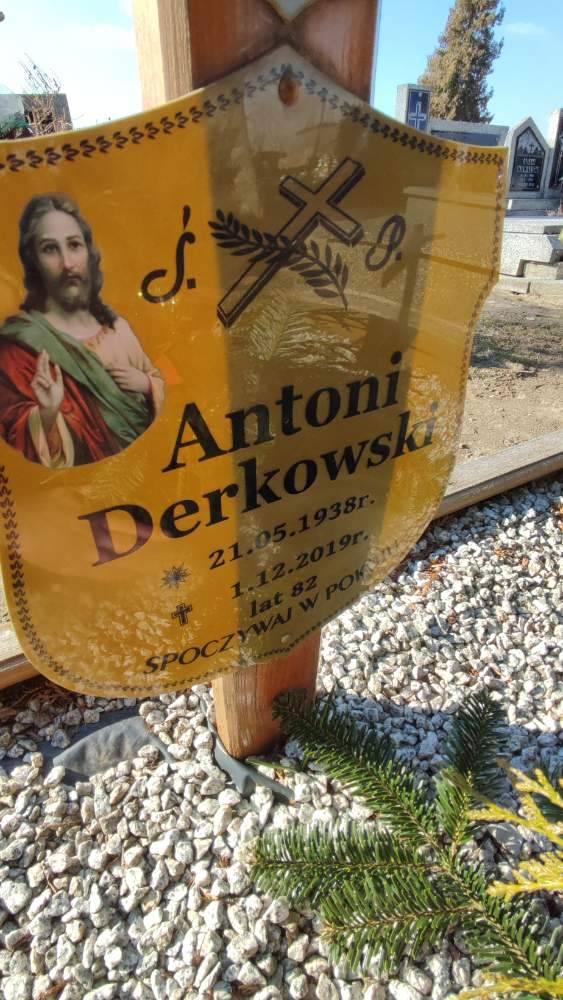 Ś. P.
Antoni
Derkowski
21.05.1938r.
1.12.2019r.
lat 82
SPOCZYWAJ W POKOJU